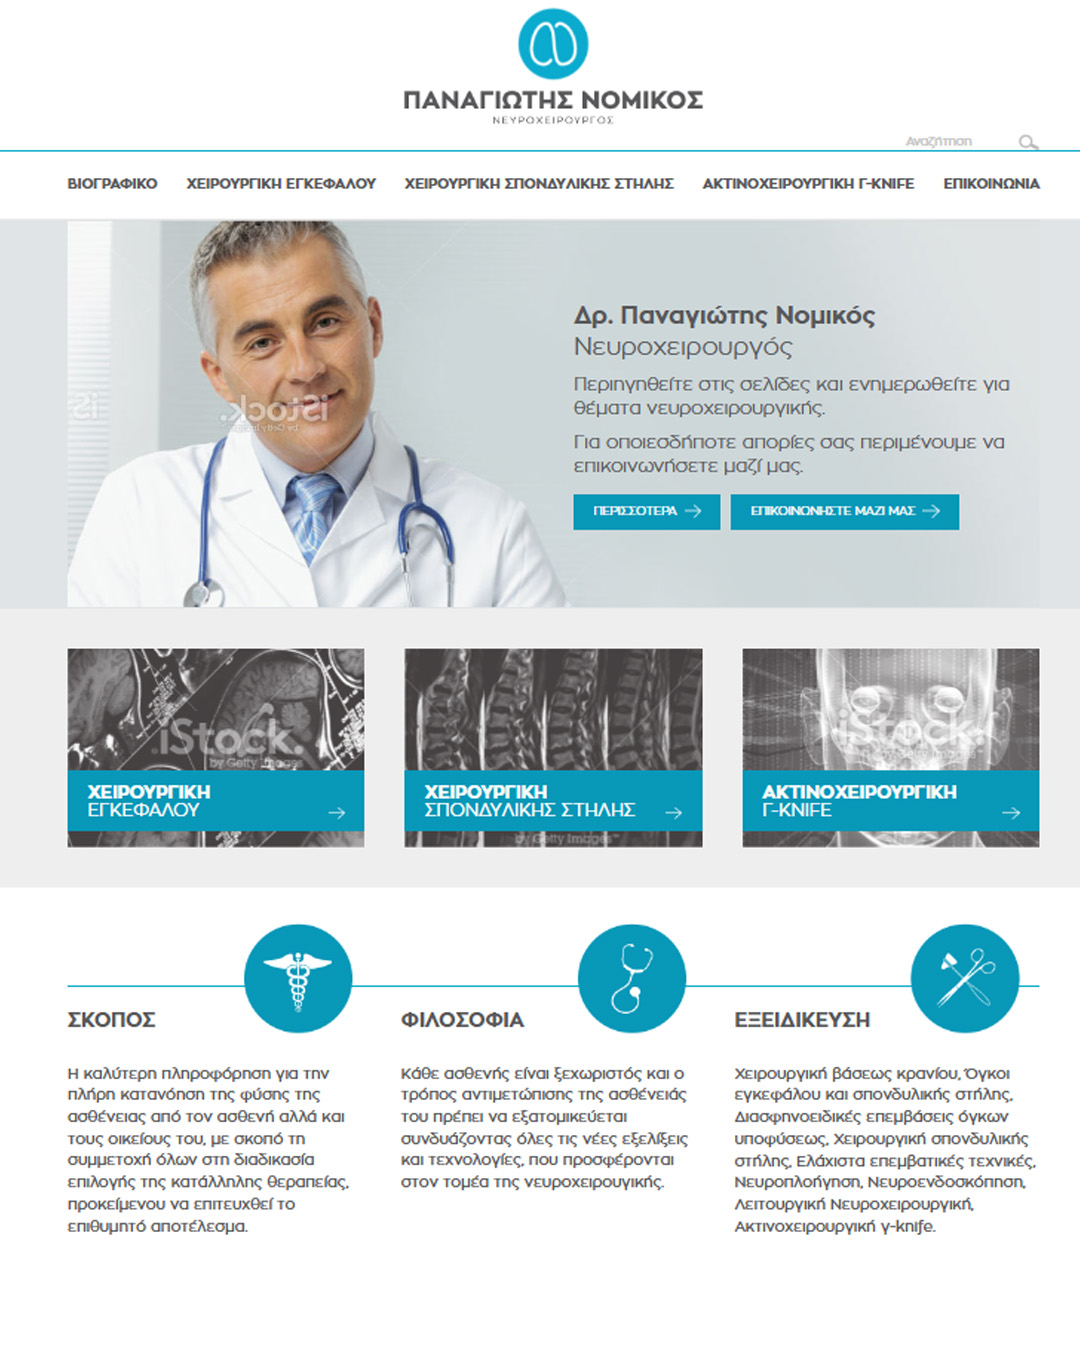 ΠΑΝΑΓΙΩΤΗΣ ΝΟΜΙΚΟΣ
ΝΕΥΡΟΧΕΙΡΟΥΡΓΟΣ
Αναζήτηση
ΒΙΟΓΡΑΦΙΚΟ ΧΕΙΡΟΥΡΓΙΚΗ ΕΓΚΕΦΑΛΟΥ ΧΕΙΡΟΥΡΓΙΚΗ ΣΠΟΝΔΥΛΙΚΗΣ ΣΤΗΛΗΣ ΑΚΤΙΝΟΧΕΙΡΟΥΡΓΙΚΗ Γ-KNIFE ΕΠΙΚΟΙΝΩΝΙΑ
Δρ. Παναγιώτης Νομικός
Νευροχειρουργός
Περιηγηθείτε στις σελίδες και ενημερωθείτε για
θέματα νευροχειρουργικής.
Για οποιεσδήποτε απορίες σας περιμένουμε να
επικοινωνήσετε μαζί μας.
ΠΕΡΙΣΣΟΤΕΡΑ ΕΠΙΚΟΙΝΩΝΗΣΤΕ ΜΑΖΙ ΜΑΣ
iStock.
by Getty Images
iStock.
by Getty Images
iStock.
by Getty Images
ΧΕΙΡΟΥΡΓΙΚΗ
ΕΓΚΕΦΑΛΟΥ
ΧΕΙΡΟΥΡΓΙΚΗ
ΣΠΟΝΔΥΛΙΚΗΣ ΣΤΗΛΗΣ
by Getty Images™
ΑΚΤΙΝΟΧΕΙΡΟΥΡΓΙΚΗ
Γ-KNIFE
ΣΚΟΠΟΣ
Η καλύτερη πληροφόρηση για την
πλήρη κατανόηση της φύσης της
ασθένειας από τον ασθενή αλλά και
τους οικείους του, με σκοπό τη
συμμετοχή όλων στη διαδικασία
επιλογής της κατάλληλης θεραπείας,
προκείμενου να επιτευχθεί το
επιθυμητό αποτέλεσμα.
ΦΙΛΟΣΟΦΙΑ
Κάθε ασθενής είναι ξεχωριστός και ο
τρόπος αντιμετώπισης της ασθένειάς
του πρέπει να εξατομικεύεται
συνδυάζοντας όλες τις νέες εξελίξεις
και τεχνολογίες, που προσφέρονται
στον τομέα της νευροχειρουγικής.
ΕΞΕΙΔΙΚΕΥΣΗ
Χειρουργική βάσεως κρανίου, Όγκοι
εγκεφάλου και σπονδυλικής στήλης,
Διασφηνοειδικές επεμβάσεις όγκων
υποφύσεως, Χειρουργική σπονδυλικής
στήλης, Ελάχιστα επεμβατικές τεχνικές,
Νευροπλοήγηση, Νευροενδοσκόπηση,
Λειτουργική Νευροχειρουργική,
Ακτινοχειρουργική γ-knife.